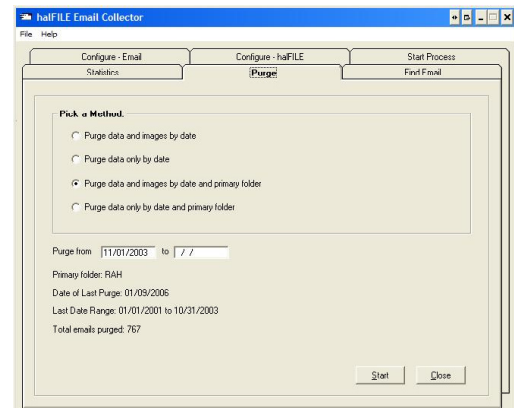 halFILE Email Collector
File Help
Configure - Email Configure - halFILE Start Process
Statistics Purge Find Email
Pick a Method.
Purge data and images by date
Purge data only by date
Purge data and images by date and primary folder
Purge data only by date and primary folder
Purge from 11/01/2003 to / /
Primary folder: RAH
Date of Last Purge: 01/09/2006
Last Date Range: 01/01/2001 to 10/31/2003
Total emails purged: 767
Start Close